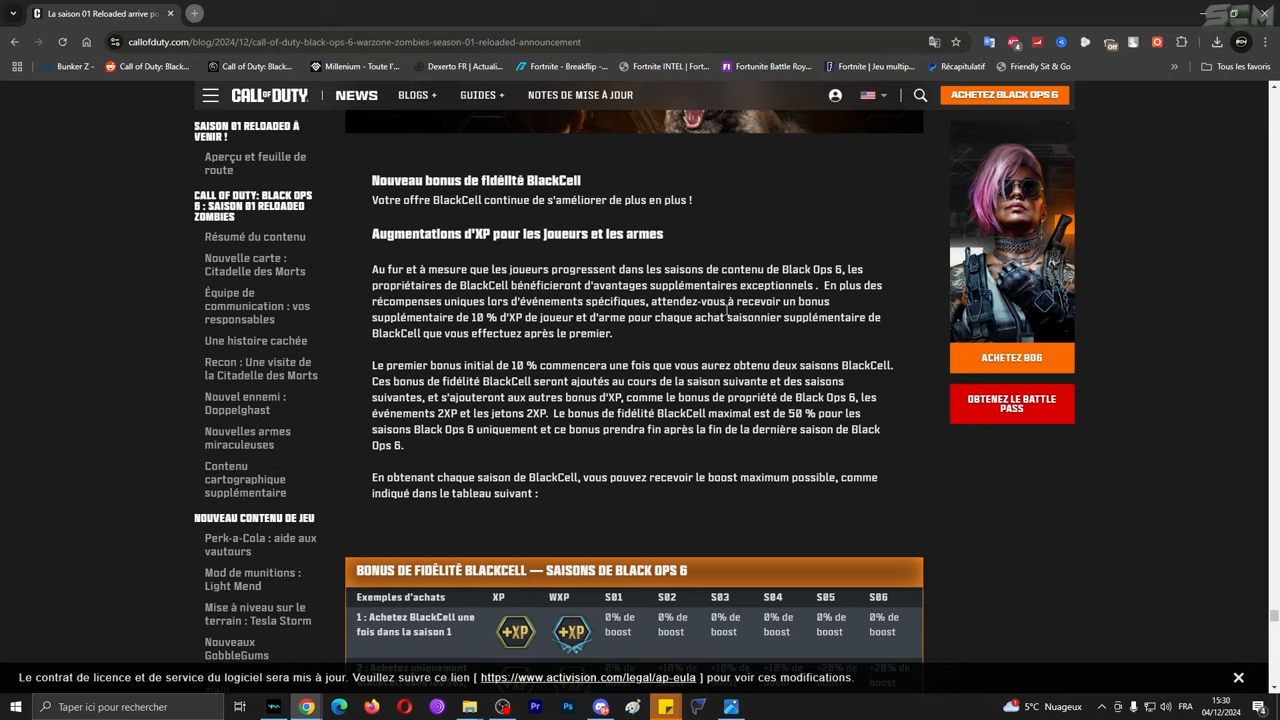 La saison 01 Reloaded arrive po
callofduty.com/blog/2024/12/call-of-duty-black-ops-6-warzone-zombies-season-01-reloaded-announcement
Bunker Z - Call of Duty: Black... Call of Duty: Black... Millenium - Toute l'... Dexerto FR | Actuali... Fortnite - Breakflip -... Fortnite INTEL | Fort... Fortunite Battle Roy... Fortnite | Jeu multip... Récapitulatif Friendly Sit & Go » Tous les favoris
CALL OF DUTY NEWS BLOGS + GUIDES + NOTES DE MISE À JOUR ACHETEZ BLACK OPS 6
SAISON 01 RELOADED À
VENIR !
Aperçu et feuille de
route
CALL OF DUTY: BLACK OPS
6 : SAISON 01 RELOADED
ZOMBIES
Résumé du contenu
Nouvelle carte :
Citadelle des Morts
Équipe de
communication : vos
responsables
Une histoire cachée
Recon : Une visite de
la Citadelle des Morts
Nouvel ennemi :
Doppelghast
Nouvelles armes
miraculeuses
Contenu
cartographique
supplémentaire
NOUVEAU CONTENU DE JEU
Perk-a-Cola : aide aux
vautours
Mod de munitions :
Light Mend
Mise à niveau sur le
terrain : Tesla Storm
Nouveaux
GobbleGums
Nouveau bonus de fidélité BlackCell
Votre offre BlackCell continue de s'améliorer de plus en plus !
Augmentations d'XP pour les joueurs et les armes
Au fur et à mesure que les joueurs progressent dans les saisons de contenu de Black Ops 6, les
propriétaires de BlackCell bénéficieront d'avantages supplémentaires exceptionnels . En plus des
récompenses uniques lors d'événements spécifiques, attendez-vous à recevoir un bonus
supplémentaire de 10 % d'XP de joueur et d'arme pour chaque achat saisonnier supplémentaire de
BlackCell que vous effectuez après le premier.
Le premier bonus initial de 10 % commencera une fois que vous aurez obtenu deux saisons BlackCell.
Ces bonus de fidélité BlackCell seront ajoutés au cours de la saison suivante et des saisons
suivantes, et s'ajouteront aux autres bonus d'XP, comme le bonus de propriété de Black Ops 6, les
événements 2XP et les jetons 2XP. Le bonus de fidélité BlackCell maximal est de 50 % pour les
saisons Black Ops 6 uniquement et ce bonus prendra fin après la fin de la dernière saison de Black
Ops 6.
En obtenant chaque saison de BlackCell, vous pouvez recevoir le boost maximum possible, comme
indiqué dans le tableau suivant :
BONUS DE FIDÉLITÉ BLACKCELL — SAISONS DE BLACK OPS 6
Exemples d'achats XP WXP S01 S02 S03 S04 S05 S06
1 : Achetez BlackCell une
fois dans la saison 1
+XP +XP
0% de boost 0% de boost 0% de boost 0% de boost 0% de boost 0% de boost
2 : Achetez uniquement
0% de +10% de +10% de +10% de +20% de +20% de
ACHETEZ BO6
OBTENEZ LE BATTLE
PASS
Le contrat de licence et de service du logiciel sera mis à jour. Veuillez suivre ce lien [ https://www.activision.com/legal/ap-eula ] pour voir ces modifications.
Taper ici pour rechercher
5°C Nuageux
FRA
15:30
04/12/2024